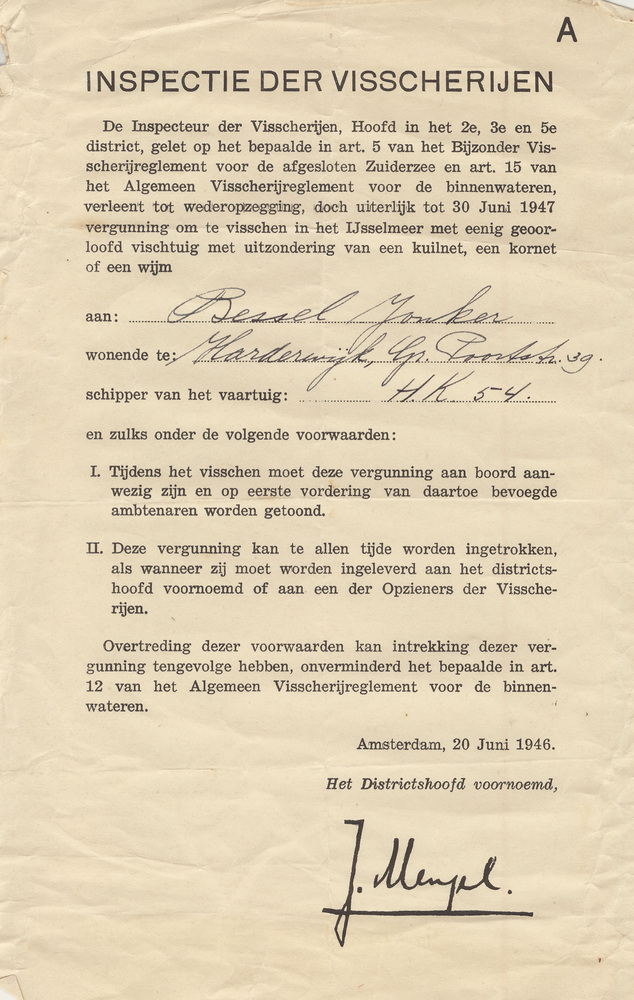 A
INSPECTIE DER VISSCHERIJEN
De Inspecteur der Visscherijen, Hoofd in het 2e, 3e en 5e
district, gelet op het bepaalde in art. 5 van het Bijzonder Vis-
scherijreglement voor de afgesloten Zuiderzee en art. 15 van
het Algemeen Visscherijreglement voor de binnenwateren,
verleent tot wederopzegging, doch uiterlijk tot 30 Juni 1947
vergunning om te visschen in het IJsselmeer met eenig geoor-
loofd vischtuig met uitzondering van een kuilnet, een kornet
of een wijm
aan: Bessel Jonker
wonende te: Harderwijk, Gr. Poortstr. 39.
schipper van het vaartuig: H.K. 54.
en zulks onder de volgende voorwaarden:
I. Tijdens het visschen moet deze vergunning aan boord aan-
wezig zijn en op eerste vordering van daartoe bevoegde
ambtenaren worden getoond.
II. Deze vergunning kan te allen tijde worden ingetrokken,
als wanneer zij moet worden ingeleverd aan het districts-
hoofd voornoemd of aan een der Opzieners der Vissche-
rijen.
Overtreding dezer voorwaarden kan intrekking dezer ver-
gunning tengevolge hebben, onverminderd het bepaalde in art.
12 van het Algemeen Visscherijreglement voor de binnen-
wateren.
Amsterdam, 20 Juni 1946.
Het Districtshoofd voornoemd,
J.